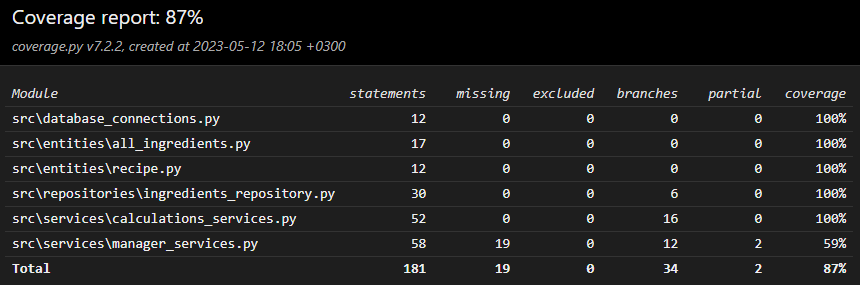 Coverage report: 87%
coverage.py v7.2.2, created at 2023-05-12 18:05 +0300
Module statements missing excluded branches partial coverage
src\database_connections.py 12 0 0 0 0 100%
src\entities\all_ingredients.py 17 0 0 0 0 100%
src\entities\recipe.py 12 0 0 0 0 100%
src\repositories\ingredients_repository.py 30 0 0 6 0 100%
src\services\calculations_services.py 52 0 0 16 0 100%
src\services\manager_services.py 58 19 0 12 2 59%
Total 181 19 0 34 2 87%